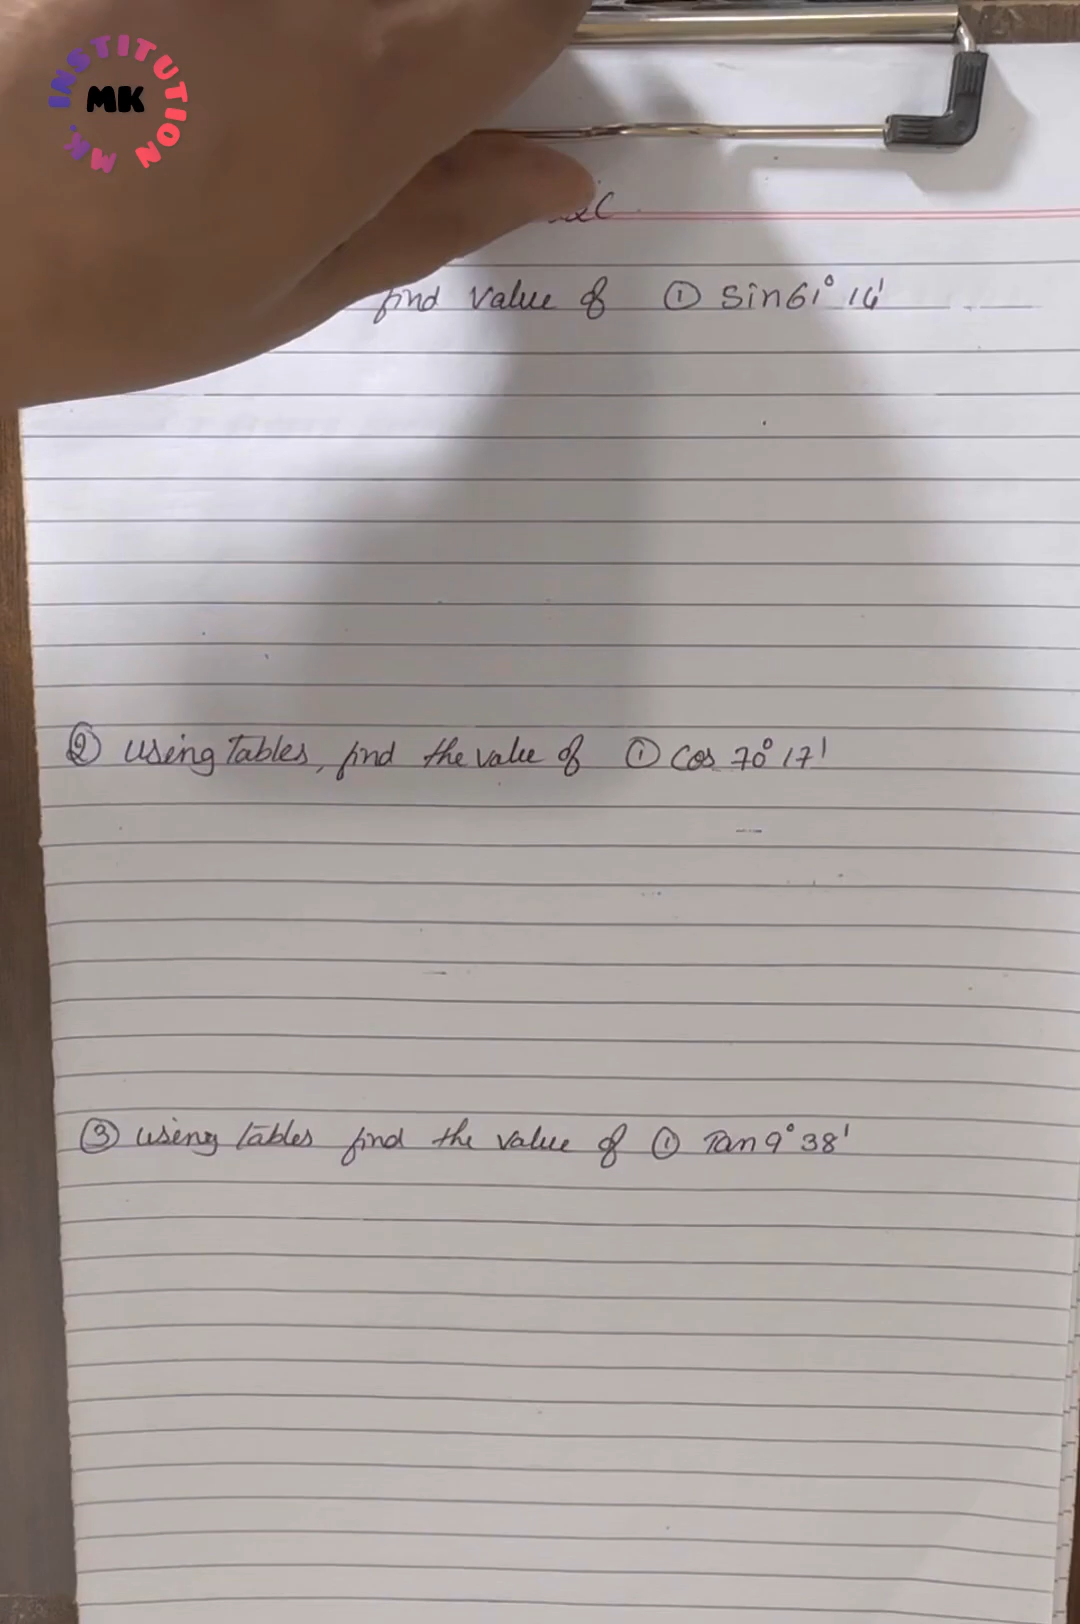 INSTITUTION MK.
MK
find value of ① Sin61° 14'
② Using Tables, find the value of ① Cos 70° 17'
③ Using tables find the value of ① Tan 9° 38'